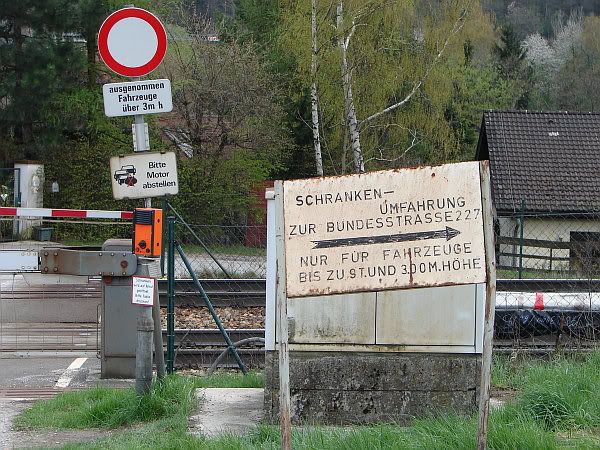 ausgenommen
Fahrzeuge
über 3m h
Bitte
Motor
abstellen
SCHRANKEN-
UMFAHRUNG
ZUR BUNDESSTRASSE 227
NUR FÜR FAHRZEUGE
BIS ZU 9T. UND 3.00M. HÖHE